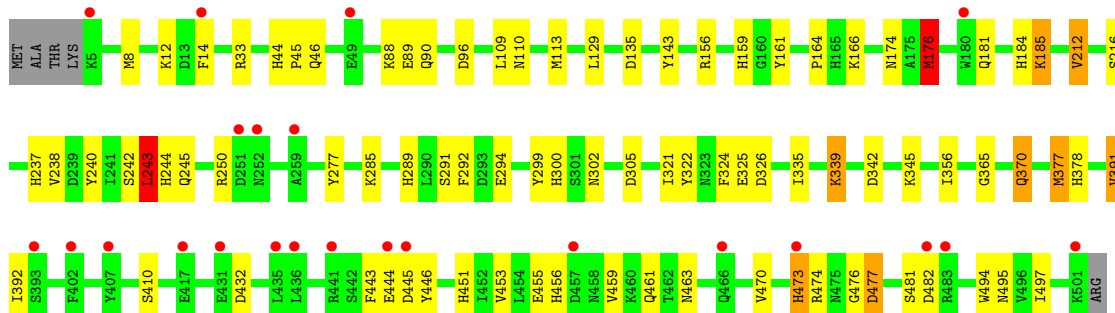 MET ALA THR LYS K5 M8 K12 D13 F14 R33 H44 P45 Q46 E49 K88 E89 Q90 D96 L109 N110 M113 L129 D135 Y143 R156 H159 G160 Y161 P164 H165 K166 N174 A175 M176 W180 Q181 H184 K185 V212 S216
H237 V238 D239 Y240 I241 S242 L243 H244 Q245 R250 D251 N252 A259 Y277 K285 H289 L290 S291 F292 D293 E294 Y299 H300 S301 N302 D305 I321 Y322 N323 F324 E325 D326 I335 K339 D342 K345 I356 G365 Q370 M377 H378 V391
I392 S393 F402 Y407 S410 E417 E431 D432 L435 L436 R441 S442 F443 E444 D445 Y446 H451 I452 V453 L454 E455 H456 D457 N458 V459 K460 Q461 T462 N463 Q466 V470 H473 R474 N475 G476 D477 S481 D482 R483 W494 N495 V496 I497 K501 ARG